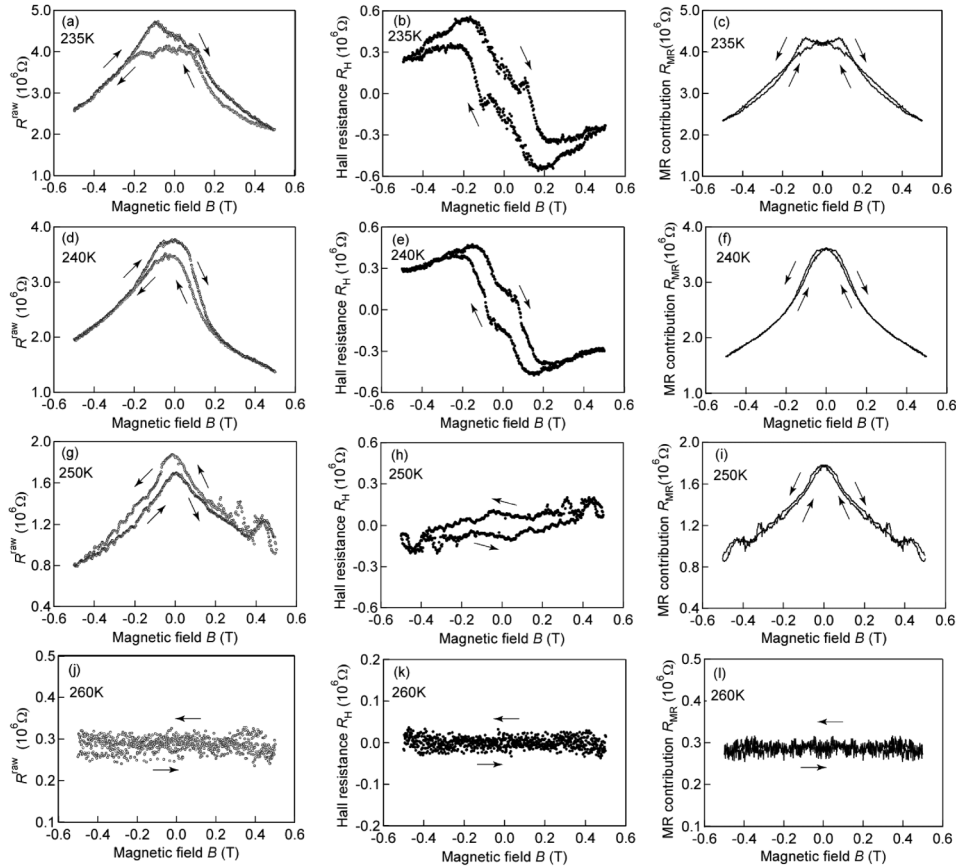 (a)
235K
R^raw (10^6Ω)
5.0
4.0
3.0
2.0
1.0
-0.6 -0.4 -0.2 0.0 0.2 0.4 0.6
Magnetic field B (T)
(b)
235K
Hall resistance R_H (10^6Ω)
0.6
0.3
0.0
-0.3
-0.6
-0.6 -0.4 -0.2 0.0 0.2 0.4 0.6
Magnetic field B (T)
(c)
235K
MR contribution R_MR(10^6Ω)
5
4
3
2
1
-0.6 -0.4 -0.2 0.0 0.2 0.4 0.6
Magnetic field B (T)
(d)
240K
R^raw (10^6Ω)
4.0
3.0
2.0
1.0
-0.6 -0.4 -0.2 0.0 0.2 0.4 0.6
Magnetic field B (T)
(e)
240K
Hall resistance R_H (10^6Ω)
0.6
0.3
0.0
-0.3
-0.6
-0.6 -0.4 -0.2 0.0 0.2 0.4 0.6
Magnetic field B (T)
(f)
240K
MR contribution R_MR(10^6Ω)
4.0
3.0
2.0
1.0
-0.6 -0.4 -0.2 0.0 0.2 0.4 0.6
Magnetic field B (T)
(g)
250K
R^raw (10^6Ω)
2.0
1.6
1.2
0.8
0.4
-0.6 -0.4 -0.2 0.0 0.2 0.4 0.6
Magnetic field B (T)
(h)
250K
Hall resistance R_H (10^6Ω)
0.6
0.3
0.0
-0.3
-0.6
-0.6 -0.4 -0.2 0.0 0.2 0.4 0.6
Magnetic field B (T)
(i)
250K
MR contribution R_MR(10^6Ω)
2.0
1.6
1.2
0.8
0.4
-0.6 -0.4 -0.2 0.0 0.2 0.4 0.6
Magnetic field B (T)
(j)
260K
R^raw (10^6Ω)
0.5
0.4
0.3
0.2
0.1
-0.6 -0.4 -0.2 0.0 0.2 0.4 0.6
Magnetic field B (T)
(k)
260K
Hall resistance R_H (10^6Ω)
0.2
0.1
0.0
-0.1
-0.2
-0.6 -0.4 -0.2 0.0 0.2 0.4 0.6
Magnetic field B (T)
(l)
260K
MR contribution R_MR(10^6Ω)
0.5
0.4
0.3
0.2
0.1
-0.6 -0.4 -0.2 0.0 0.2 0.4 0.6
Magnetic field B (T)